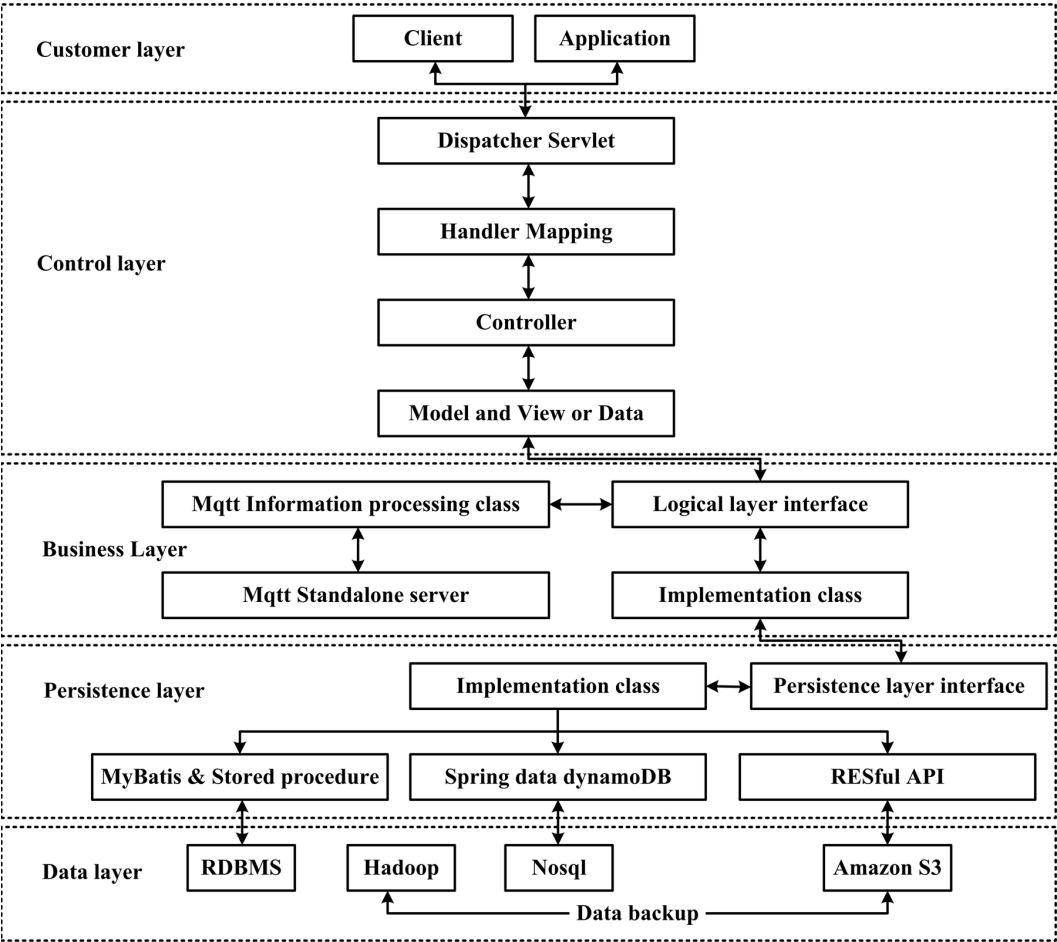 Customer layer
Client
Application
Control layer
Dispatcher Servlet
Handler Mapping
Controller
Model and View or Data
Business Layer
Mqtt Information processing class
Logical layer interface
Mqtt Standalone server
Implementation class
Persistence layer
Implementation class
Persistence layer interface
MyBatis & Stored procedure
Spring data dynamoDB
RESful API
Data layer
RDBMS
Hadoop
Nosql
Amazon S3
Data backup